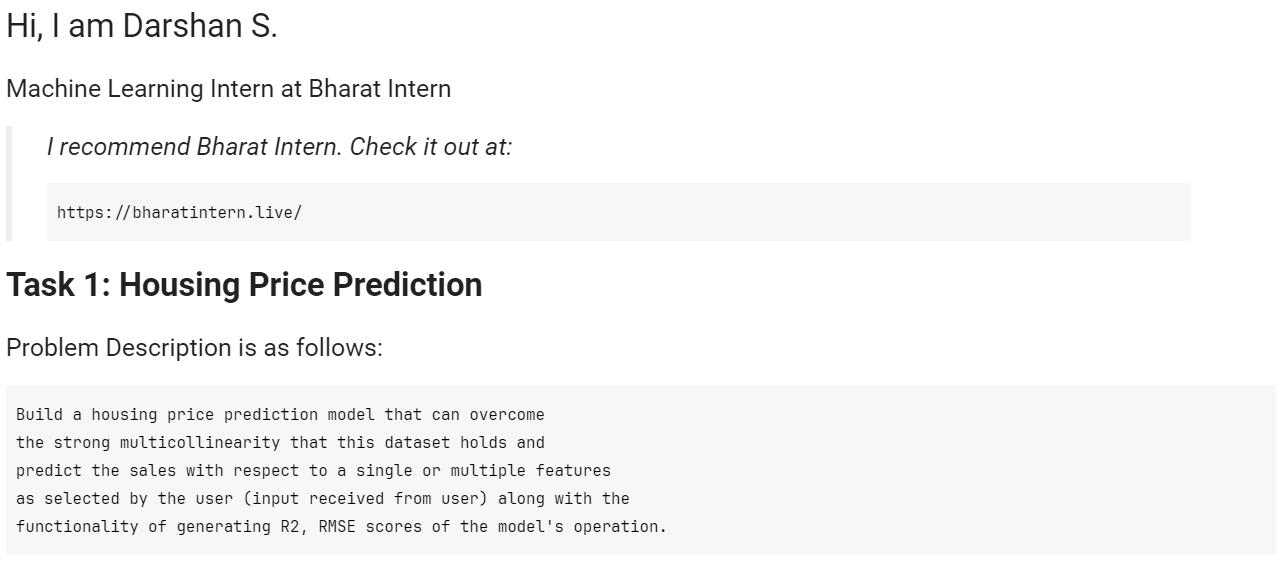 Hi, I am Darshan S.
Machine Learning Intern at Bharat Intern
I recommend Bharat Intern. Check it out at:
https://bharatintern.live/
Task 1: Housing Price Prediction
Problem Description is as follows:
Build a housing price prediction model that can overcome
the strong multicollinearity that this dataset holds and
predict the sales with respect to a single or multiple features
as selected by the user (input received from user) along with the
functionality of generating R2, RMSE scores of the model's operation.